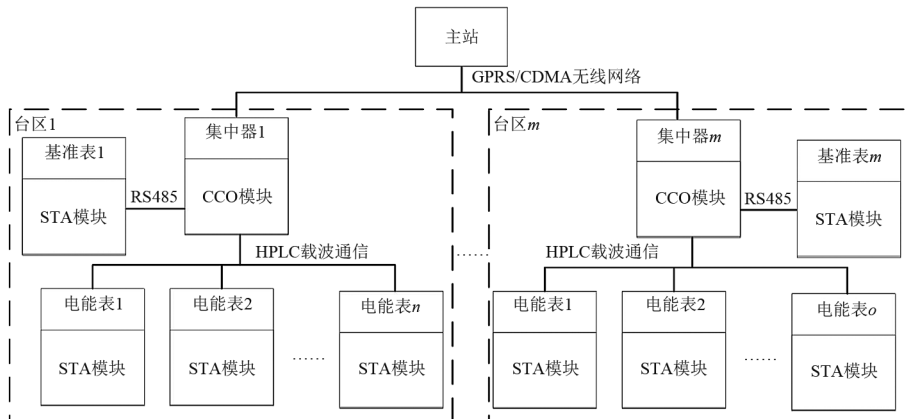 主站
GPRS/CDMA无线网络
台区1
集中器1
基准表1
CCO模块
RS485
STA模块
HPLC载波通信
电能表1
电能表2
电能表n
STA模块
STA模块
……
STA模块
……
台区m
集中器m
基准表m
CCO模块
RS485
STA模块
HPLC载波通信
电能表1
电能表2
电能表o
STA模块
STA模块
……
STA模块